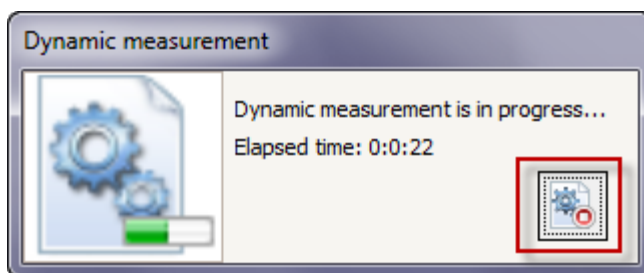 Dynamic measurement
Dynamic measurement is in progress...
Elapsed time: 0:0:22